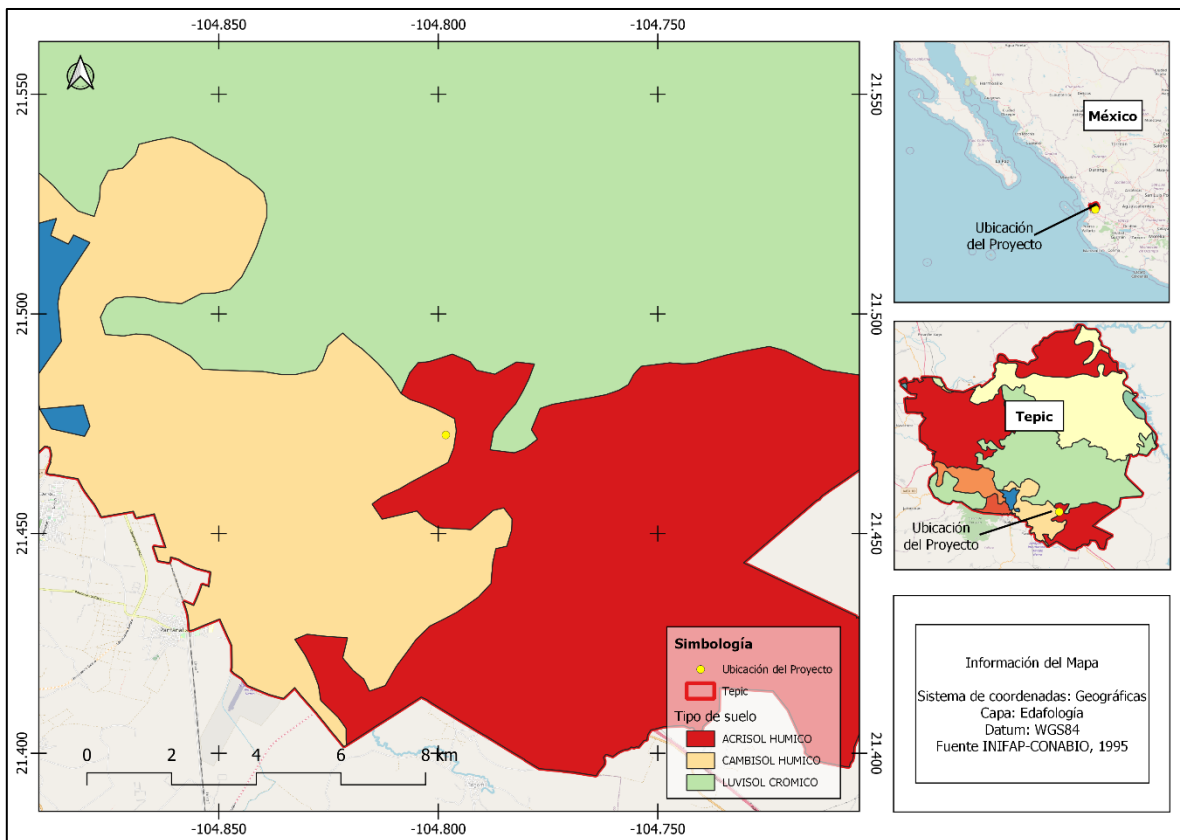 -104.850
-104.800
-104.750
21.550
21.500
21.450
21.400
21.550
21.500
21.450
21.400
-104.850
-104.800
-104.750
0 2 4 6 8 km
Simbología
Ubicación del Proyecto
Tepic
Tipo de suelo
ACRISOL HUMICO
CAMBISOL HUMICO
LUVISOL CROMICO
México
Durango
Ubicación
del Proyecto
Tepic
Ubicación
del Proyecto
Información del Mapa
Sistema de coordenadas: Geográficas
Capa: Edafología
Datum: WGS84
Fuente INIFAP-CONABIO, 1995